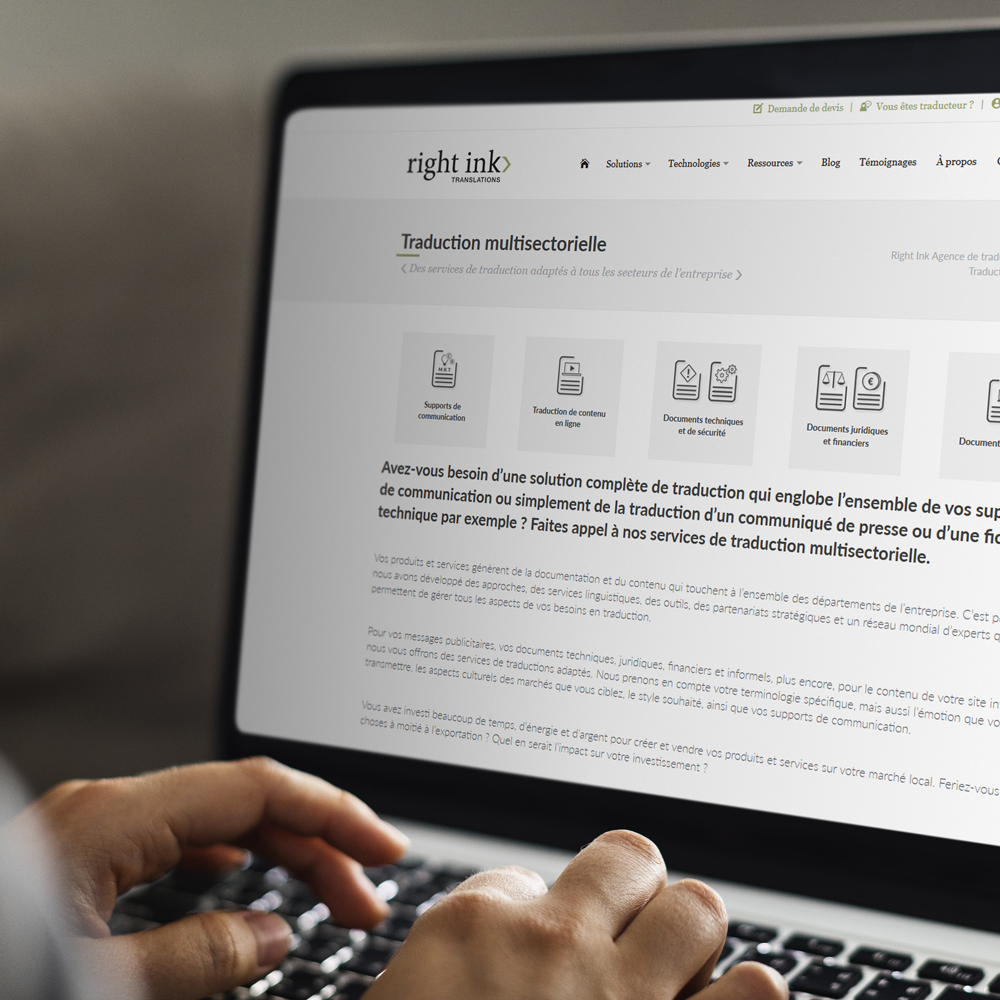 Demande de devis | Vous êtes traducteur ? |
right ink
TRANSLATIONS
Solutions Technologies Ressources Blog Témoignages À propos
Traduction multisectorielle
Des services de traduction adaptés à tous les secteurs de l'entreprise
Right Ink Agence de trad
Traduct
MKT
Supports de
communication
Traduction de contenu
en ligne
Documents techniques
et de sécurité
€
Documents juridiques
et financiers
Document
Avez-vous besoin d'une solution complète de traduction qui englobe l'ensemble de vos sup
de communication ou simplement de la traduction d'un communiqué de presse ou d'une fic
technique par exemple ? Faites appel à nos services de traduction multisectorielle.
Vos produits et services génèrent de la documentation et du contenu qui touchent à l'ensemble des départements de l'entreprise. C'est p
nous avons développé des approches, des services linguistiques, des outils, des partenariats stratégiques et un réseau mondial d'experts q
permettent de gérer tous les aspects de vos besoins en traduction.
Pour vos messages publicitaires, vos documents techniques, juridiques, financiers et informels, plus encore, pour le contenu de votre site in
nous vous offrons des services de traductions adaptés. Nous prenons en compte votre terminologie spécifique, mais aussi l'émotion que vo
transmettre, les aspects culturels des marchés que vous ciblez, le style souhaité, ainsi que vos supports de communication.
Vous avez investi beaucoup de temps, d'énergie et d'argent pour créer et vendre vos produits et services sur votre marché local. Feriez-vous
choses à moitié à l'exportation ? Quel en serait l'impact sur votre investissement ?